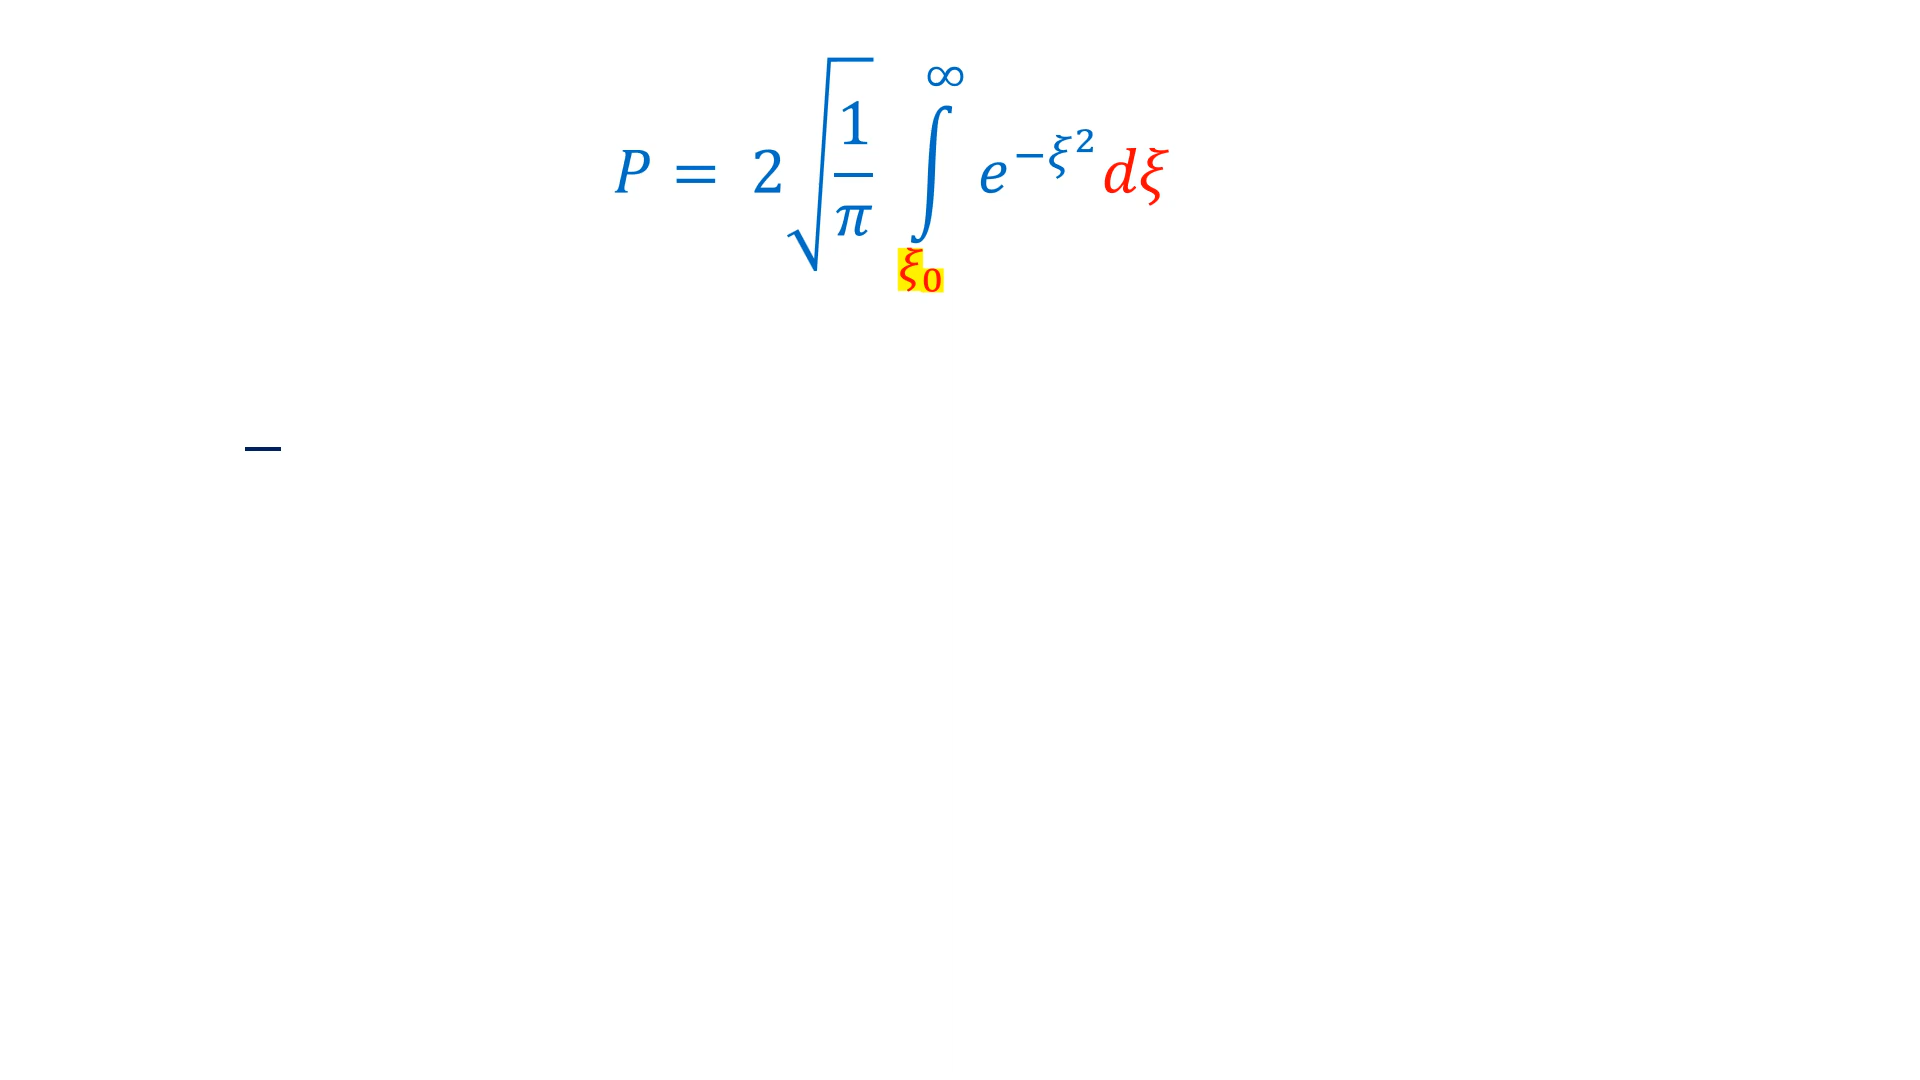 P = 2√(1/π) ∫_{ξ₀}^{∞} e^{−ξ²} dξ
—